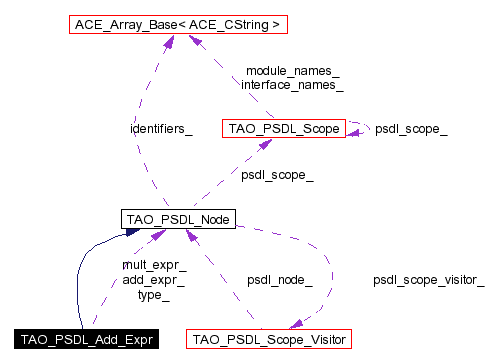 ACE_Array_Base< ACE_CString >
module_names_
interface_names_
identifiers_
TAO_PSDL_Scope
psdl_scope_
psdl_scope_
TAO_PSDL_Node
mult_expr_
add_expr_
type_
psdl_node_
psdl_scope_visitor_
TAO_PSDL_Add_Expr
TAO_PSDL_Scope_Visitor